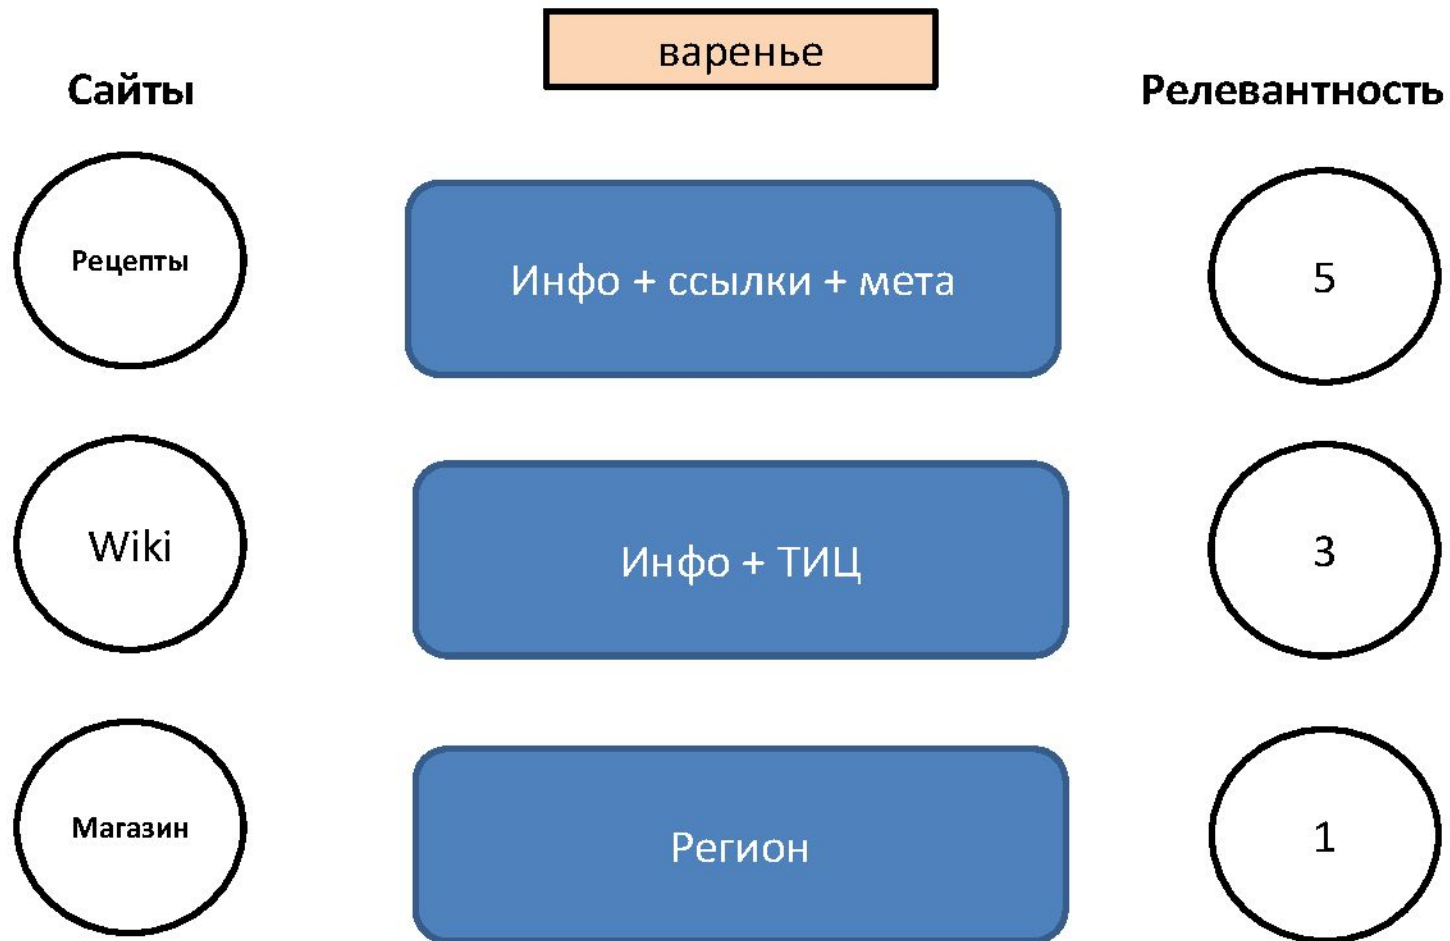 варенье
Сайты
Релевантность
Рецепты
Инфо + ссылки + мета
5
Wiki
Инфо + ТИЦ
3
Магазин
Регион
1